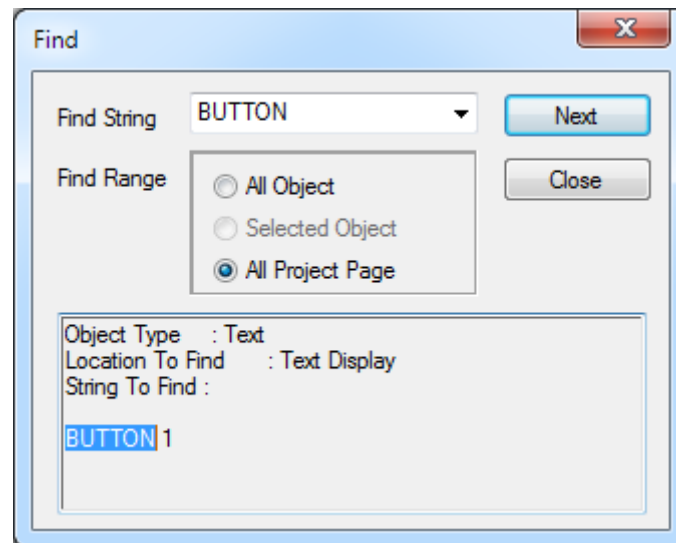 Find
Find String BUTTON Next
Find Range All Object Close
Selected Object
All Project Page
Object Type : Text
Location To Find : Text Display
String To Find :
BUTTON 1